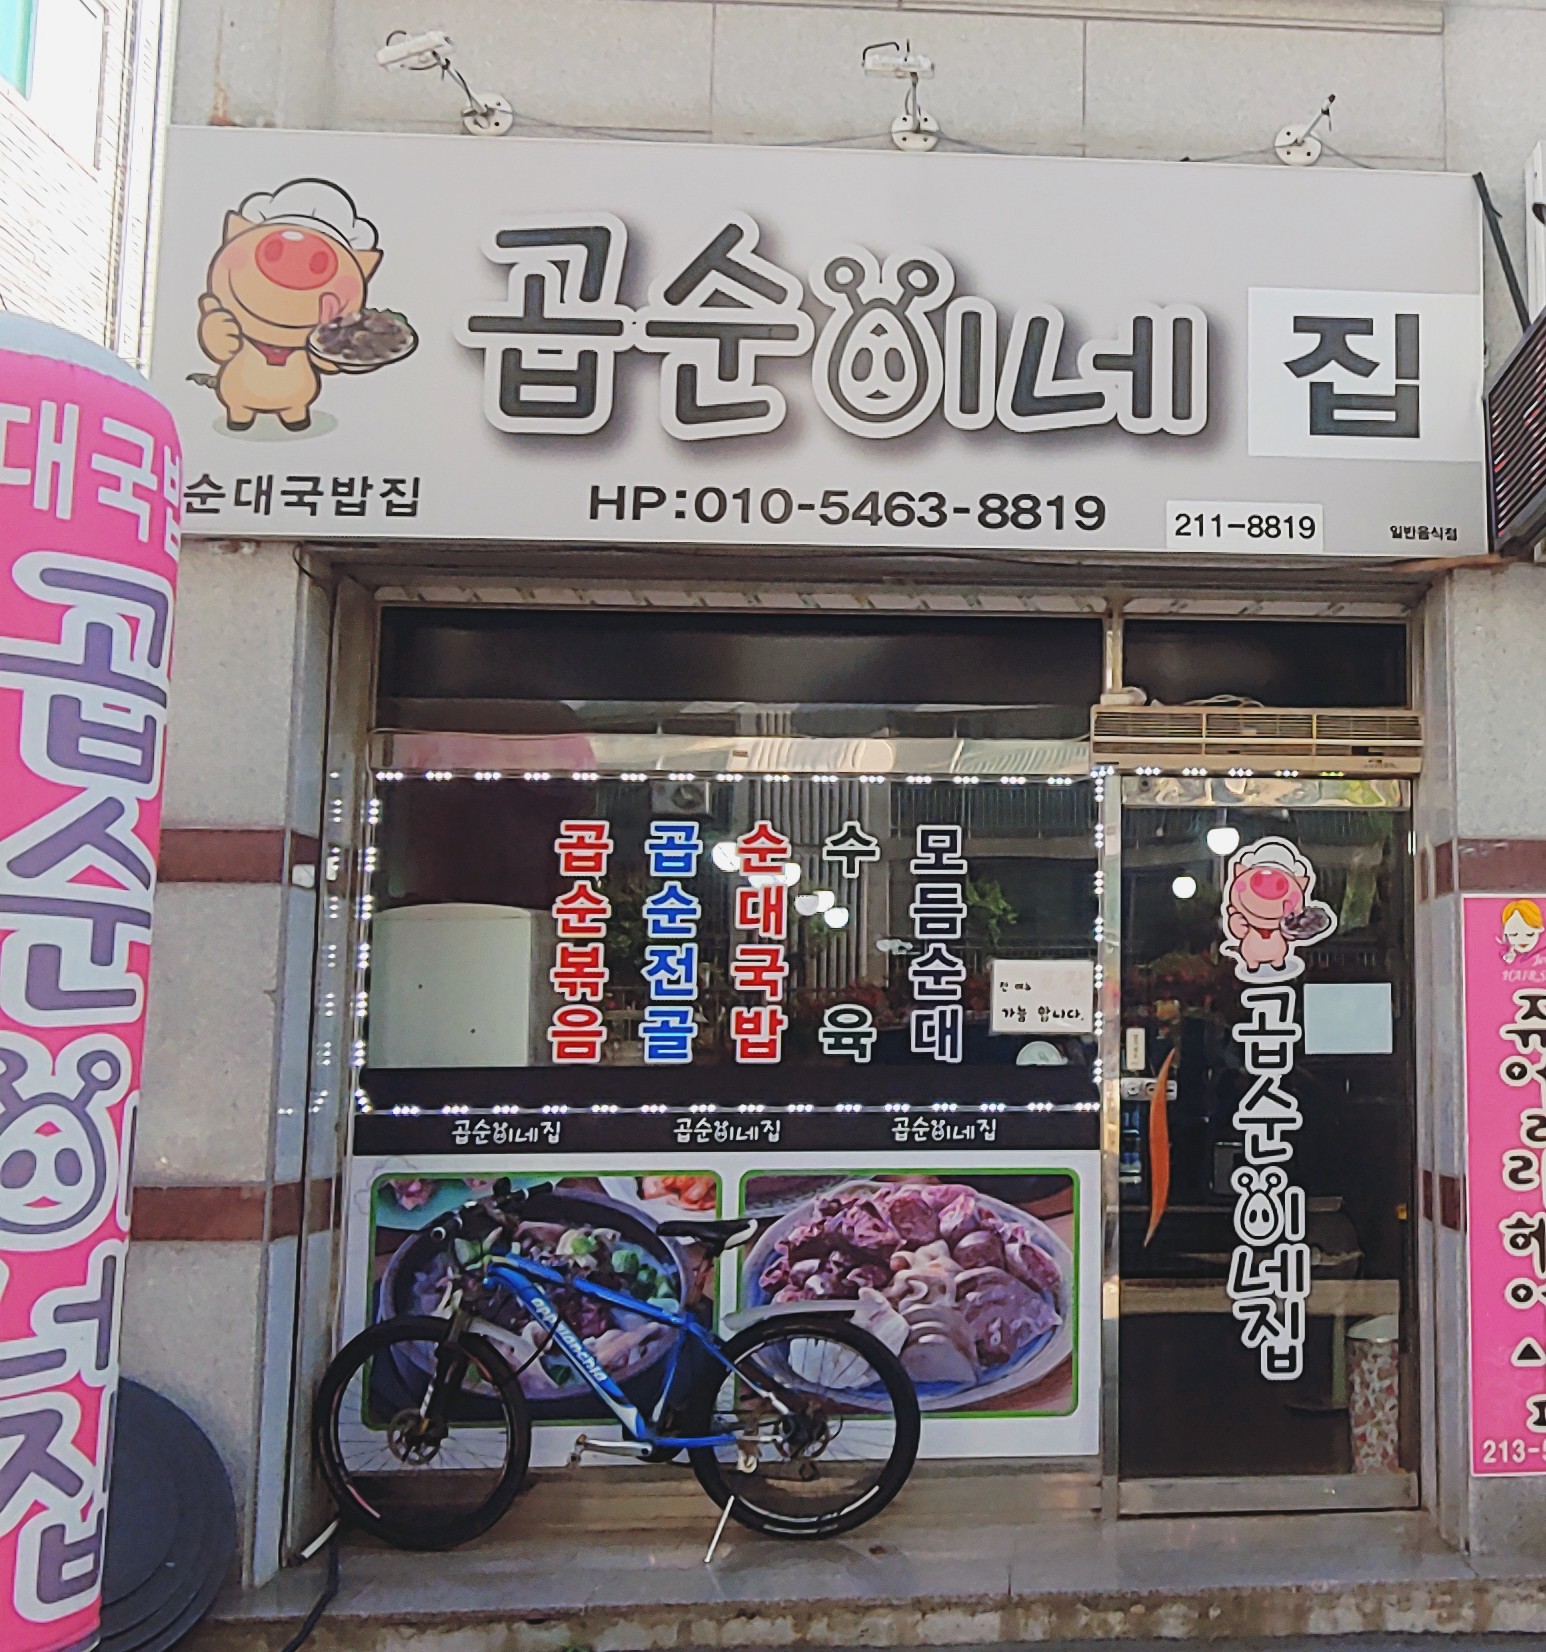 곱순이네 집
순대국밥집
HP:010-5463-8819
211-8819
일반음식점
대국밥
곱순이네집
곱순볶음
곱순전골
순대국밥
수육
모듬순대
가능 합니다.
곱순이네집
곱순이네집
곱순이네집
곱순이네집
213-5